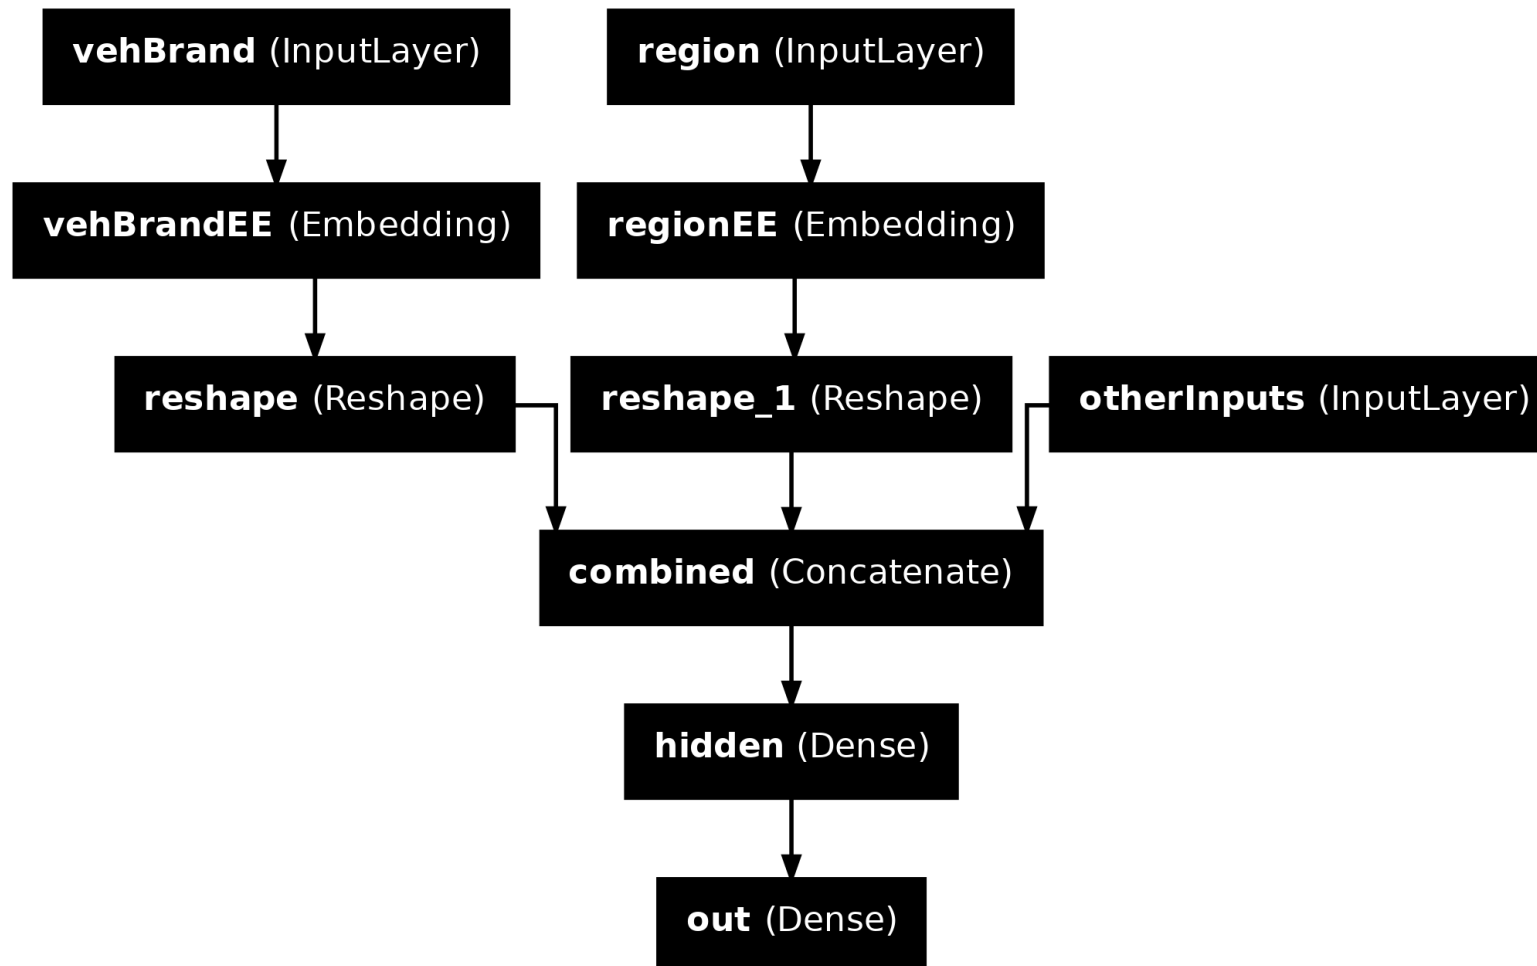 vehBrand (InputLayer)
region (InputLayer)
vehBrandEE (Embedding)
regionEE (Embedding)
reshape (Reshape)
reshape_1 (Reshape)
otherInputs (InputLayer)
combined (Concatenate)
hidden (Dense)
out (Dense)